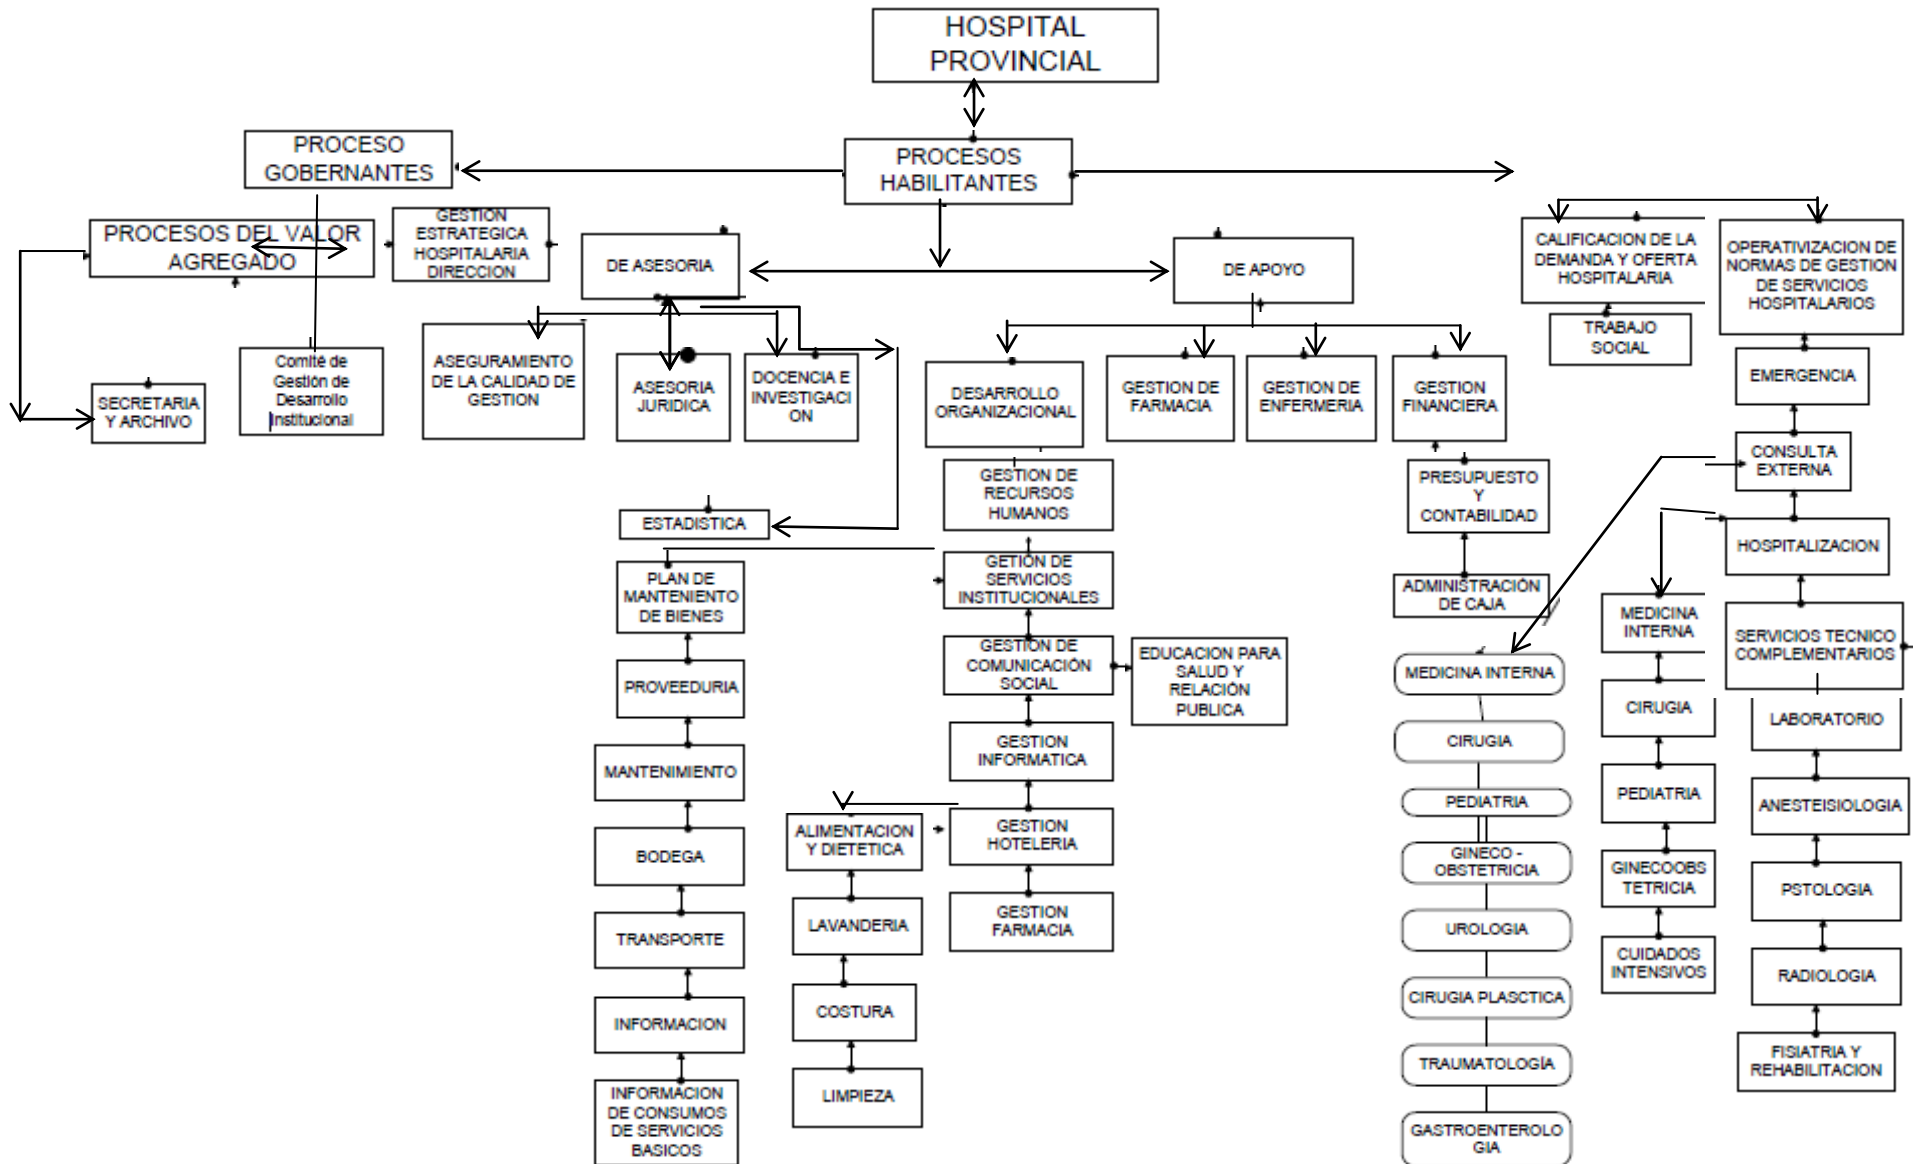 HOSPITAL
PROVINCIAL
PROCESO
GOBERNANTES
PROCESOS
HABILITANTES
PROCESOS DEL VALOR
AGREGADO
GESTION
ESTRATEGICA
HOSPITALARIA
DIRECCION
DE ASESORIA
DE APOYO
CALIFICACION DE LA
DEMANDA Y OFERTA
HOSPITALARIA
OPERATIVIZACION DE
NORMAS DE GESTION
DE SERVICIOS
HOSPITALARIOS
TRABAJO
SOCIAL
SECRETARIA
Y ARCHIVO
Comité de
Gestión de
Desarrollo
Institucional
ASEGURAMIENTO
DE LA CALIDAD DE
GESTION
ASESORIA
JURIDICA
DOCENCIA E
INVESTIGACI
ON
DESARROLLO
ORGANIZACIONAL
GESTION DE
FARMACIA
GESTION DE
ENFERMERIA
GESTION
FINANCIERA
EMERGENCIA
CONSULTA
EXTERNA
GESTION DE
RECURSOS
HUMANOS
PRESUPUESTO
Y
CONTABILIDAD
ESTADISTICA
HOSPITALIZACION
PLAN DE
MANTENIENTO
DE BIENES
GETIÓN DE
SERVICIOS
INSTITUCIONALES
ADMINISTRACIÓN
DE CAJA
MEDICINA
INTERNA
SERVICIOS TECNICO
COMPLEMENTARIOS
PROVEEDURIA
GESTIÓN DE
COMUNICACIÓN
SOCIAL
EDUCACION PARA
SALUD Y
RELACIÓN
PUBLICA
MEDICINA INTERNA
CIRUGIA
LABORATORIO
MANTENIMIENTO
GESTION
INFORMATICA
CIRUGIA
PEDIATRIA
PEDIATRIA
ANESTEISIOLOGIA
BODEGA
ALIMENTACION
Y DIETETICA
GESTION
HOTELERIA
GINECO -
OBSTETRICIA
GINECOOBS
TETRICIA
PSTOLOGIA
TRANSPORTE
LAVANDERIA
GESTION
FARMACIA
UROLOGIA
CUIDADOS
INTENSIVOS
RADIOLOGIA
INFORMACION
COSTURA
CIRUGIA PLASCTICA
TRAUMATOLOGÍA
FISIATRIA Y
REHABILITACION
INFORMACION
DE CONSUMOS
DE SERVICIOS
BASICOS
LIMPIEZA
GASTROENTEROLO
GIA